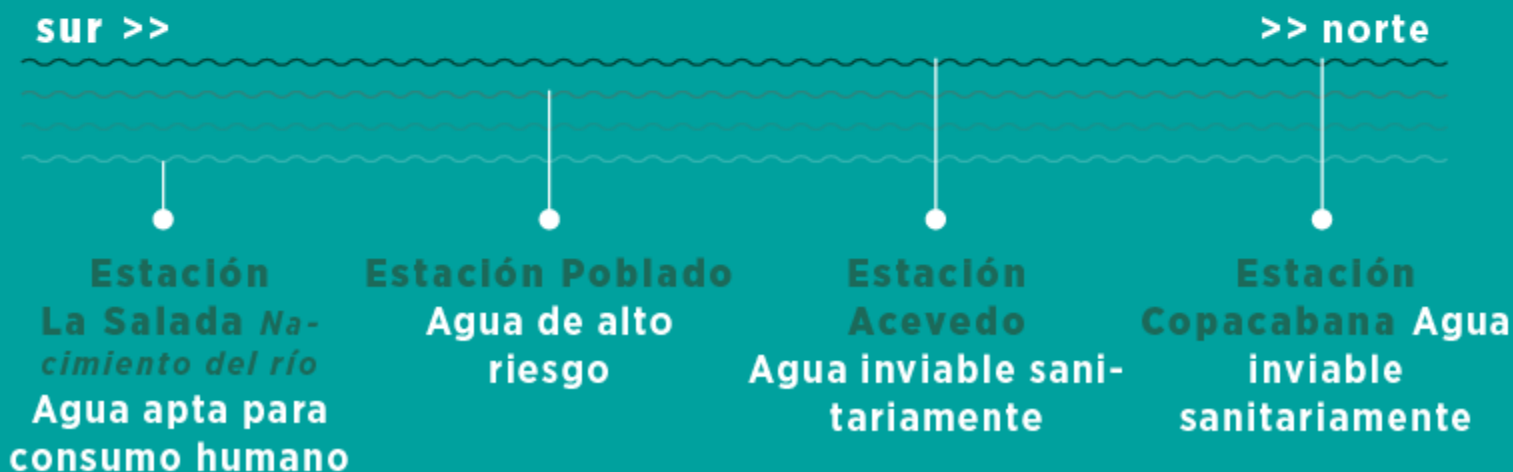 sur >>
>> norte
Estación
La Salada Na-
cimiento del río
Agua apta para
consumo humano
Estación Poblado
Agua de alto
riesgo
Estación
Acevedo
Agua inviable sani-
tariamente
Estación
Copacabana Agua
inviable
sanitariamente